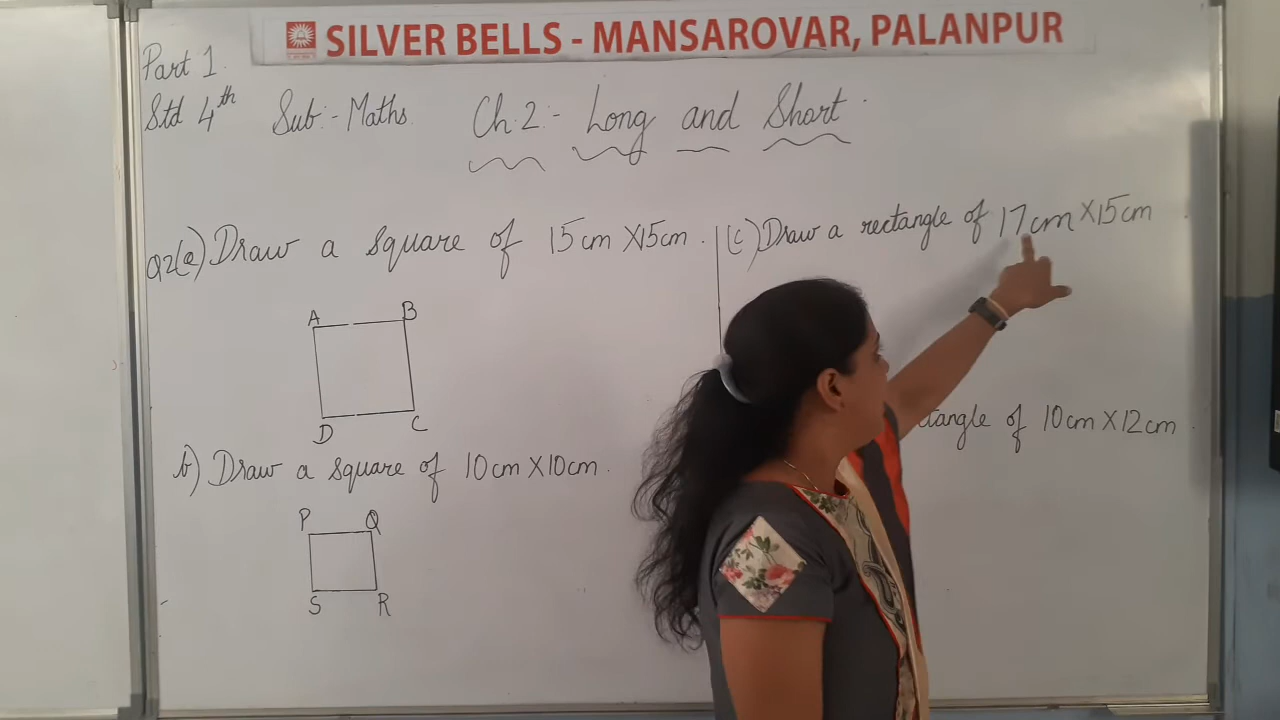 SILVER BELLS - MANSAROVAR, PALANPUR
Part 1.
Std 4th Sub:- Maths. Ch.2:- Long and Short.
Q2(a) Draw a square of 15cm X15cm.
A B
D C
b) Draw a square of 10cm X10cm.
P Q
S R
(c) Draw a rectangle of 17cm X15cm
of 10cm X12cm